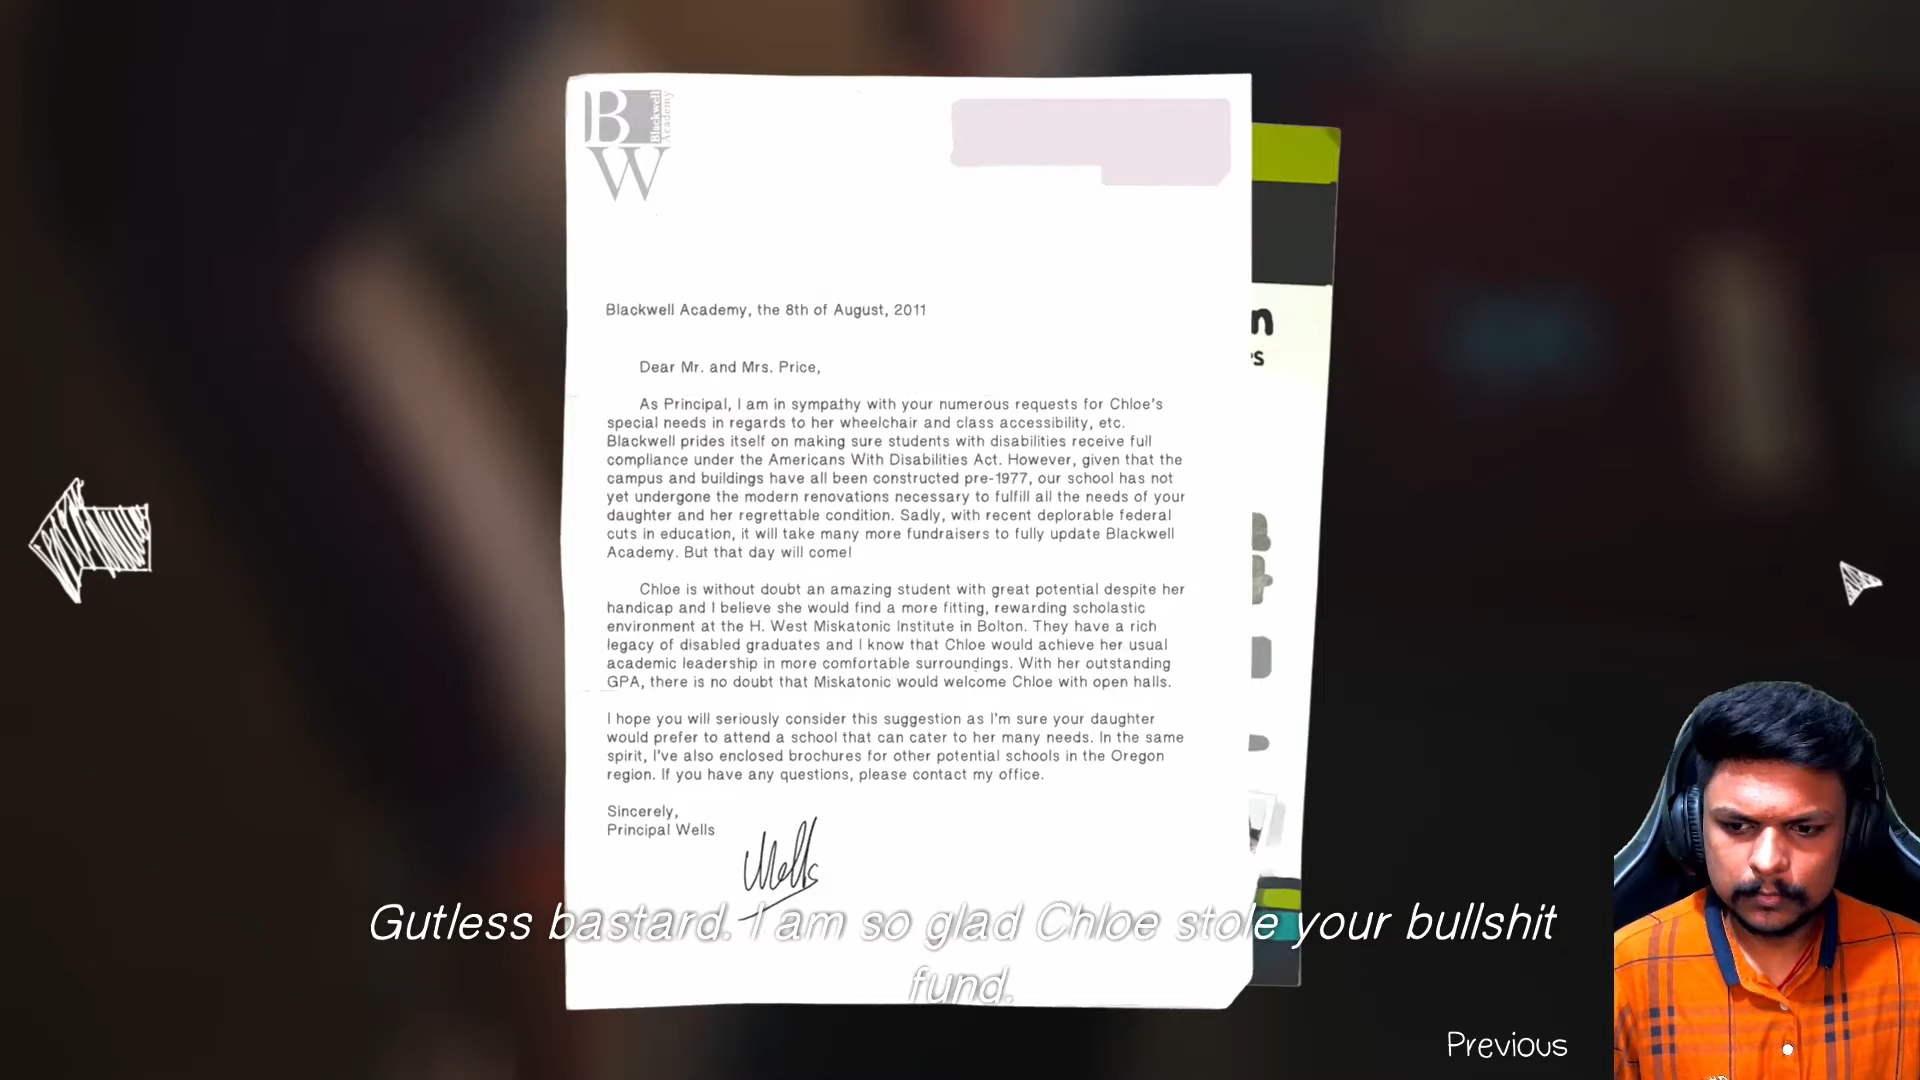 B
W
Blackwell
Academy
Blackwell Academy, the 8th of August, 2011
Dear Mr. and Mrs. Price,
As Principal, I am in sympathy with your numerous requests for Chloe's
special needs in regards to her wheelchair and class accessibility, etc.
Blackwell prides itself on making sure students with disabilities receive full
compliance under the Americans With Disabilities Act. However, given that the
campus and buildings have all been constructed pre-1977, our school has not
yet undergone the modern renovations necessary to fulfill all the needs of your
daughter and her regrettable condition. Sadly, with recent deplorable federal
cuts in education, it will take many more fundraisers to fully update Blackwell
Academy. But that day will come!
Chloe is without doubt an amazing student with great potential despite her
handicap and I believe she would find a more fitting, rewarding scholastic
environment at the H. West Miskatonic Institute in Bolton. They have a rich
legacy of disabled graduates and I know that Chloe would achieve her usual
academic leadership in more comfortable surroundings. With her outstanding
GPA, there is no doubt that Miskatonic would welcome Chloe with open halls.
I hope you will seriously consider this suggestion as I'm sure your daughter
would prefer to attend a school that can cater to her many needs. In the same
spirit, I've also enclosed brochures for other potential schools in the Oregon
region. If you have any questions, please contact my office.
Sincerely,
Principal Wells
Wells
n
s
Gutless bastard. I am so glad Chloe stole your bullshit
fund.
Previous